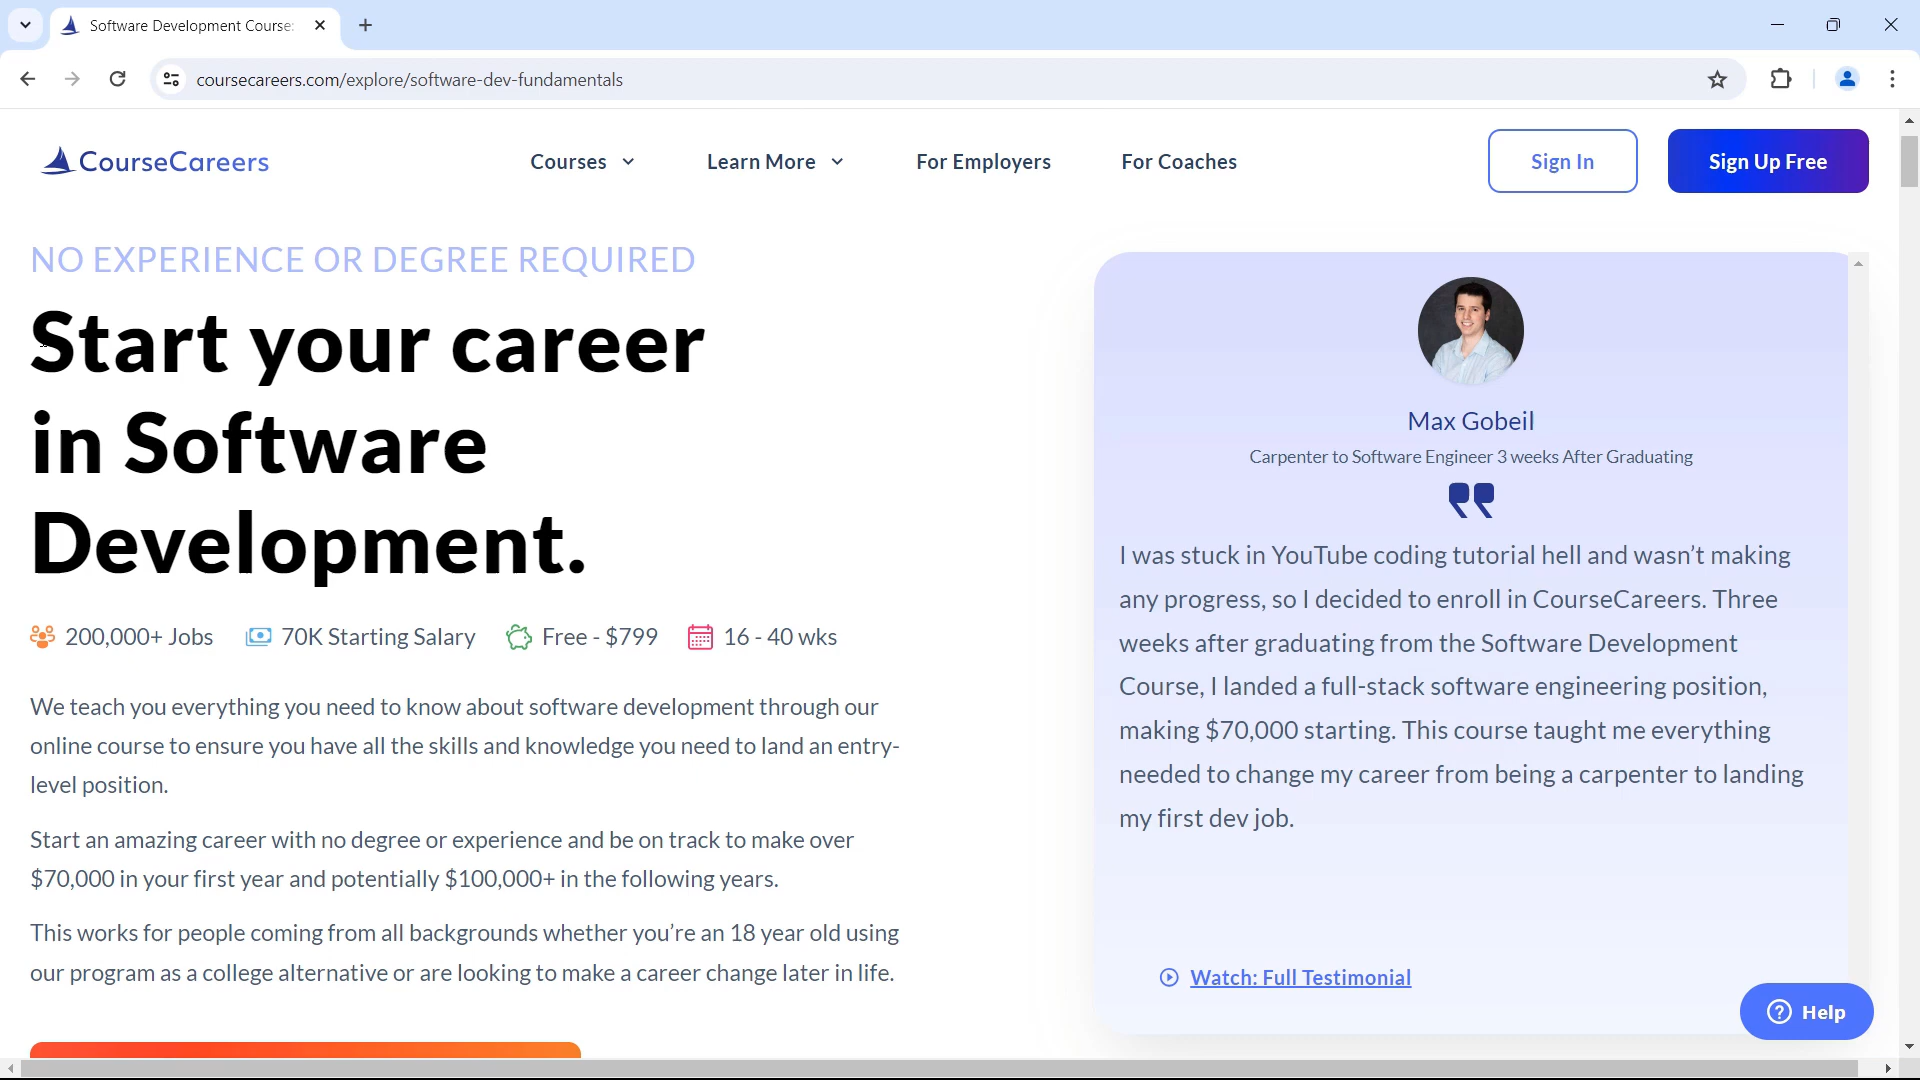 Software Development Course
coursecareers.com/explore/software-dev-fundamentals
CourseCareers
Courses
Learn More
For Employers
For Coaches
Sign In
Sign Up Free
NO EXPERIENCE OR DEGREE REQUIRED
Start your career
in Software
Development.
200,000+ Jobs
70K Starting Salary
Free - $799
16 - 40 wks
We teach you everything you need to know about software development through our
online course to ensure you have all the skills and knowledge you need to land an entry-
level position.
Start an amazing career with no degree or experience and be on track to make over
$70,000 in your first year and potentially $100,000+ in the following years.
This works for people coming from all backgrounds whether you’re an 18 year old using
our program as a college alternative or are looking to make a career change later in life.
Max Gobeil
Carpenter to Software Engineer 3 weeks After Graduating
I was stuck in YouTube coding tutorial hell and wasn’t making
any progress, so I decided to enroll in CourseCareers. Three
weeks after graduating from the Software Development
Course, I landed a full-stack software engineering position,
making $70,000 starting. This course taught me everything
needed to change my career from being a carpenter to landing
my first dev job.
Watch: Full Testimonial
Help